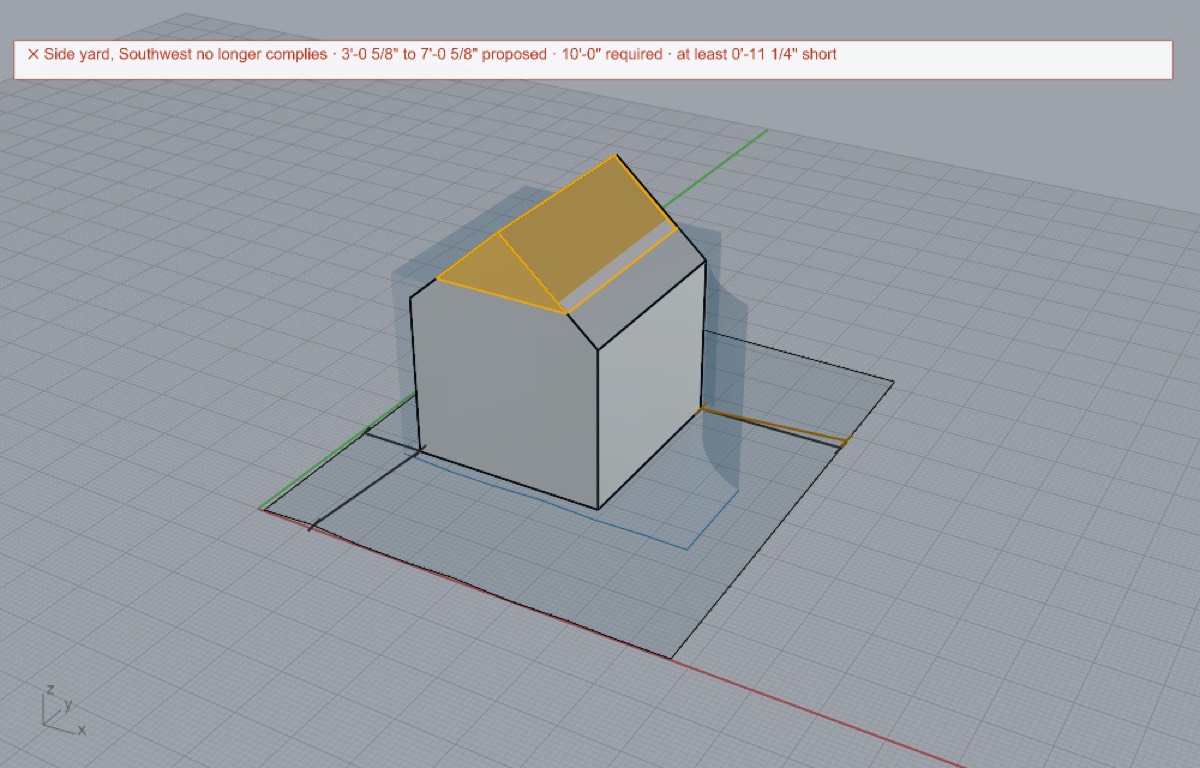 ✕ Side yard, Southwest no longer complies · 3'-0 5/8" to 7'-0 5/8" proposed · 10'-0" required · at least 0'-11 1/4" short
z
y
x